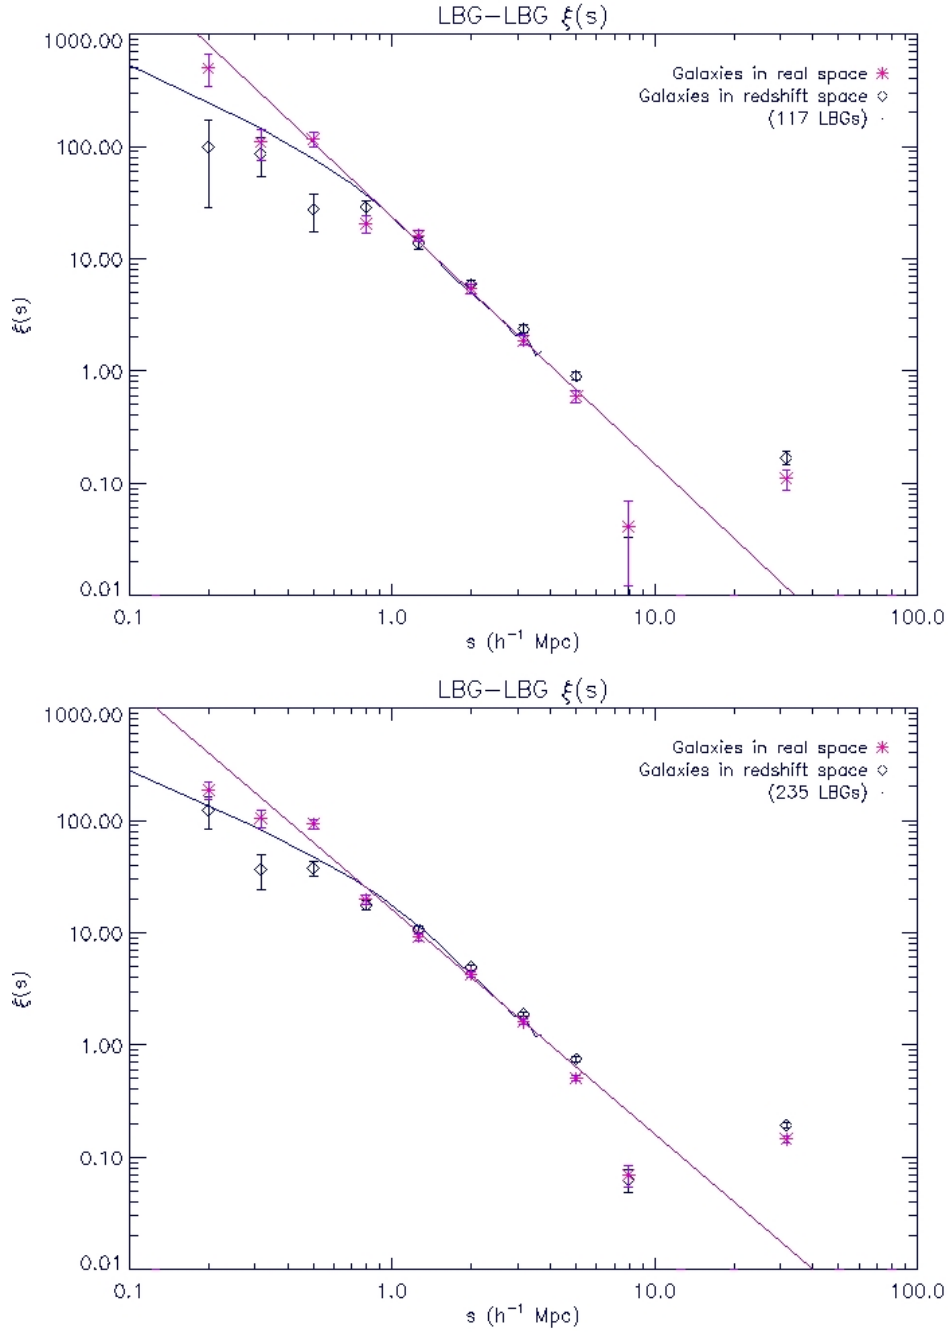 LBG-LBG ξ(s)
1000.00
100.00
10.00
1.00
0.10
0.01
ξ(s)
Galaxies in real space
Galaxies in redshift space
(117 LBGs)
0.1 1.0 10.0 100.0
s (h⁻¹ Mpc)
LBG-LBG ξ(s)
1000.00
100.00
10.00
1.00
0.10
0.01
ξ(s)
Galaxies in real space
Galaxies in redshift space
(235 LBGs)
0.1 1.0 10.0 100.0
s (h⁻¹ Mpc)